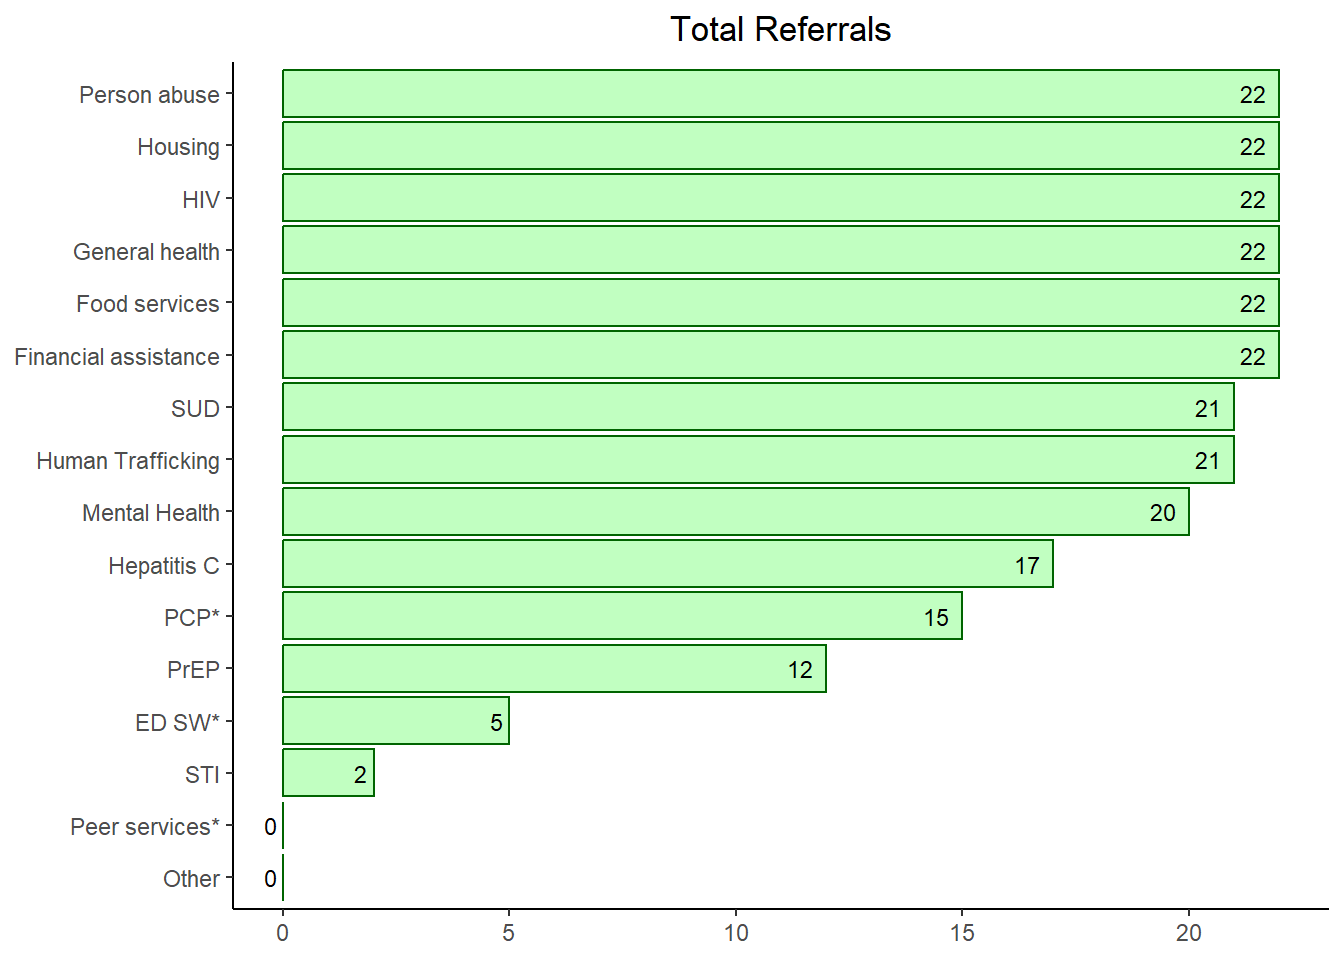 Total Referrals
Person abuse 22
Housing 22
HIV 22
General health 22
Food services 22
Financial assistance 22
SUD 21
Human Trafficking 21
Mental Health 20
Hepatitis C 17
PCP* 15
PrEP 12
ED SW* 5
STI 2
Peer services* 0
Other 0
0 5 10 15 20